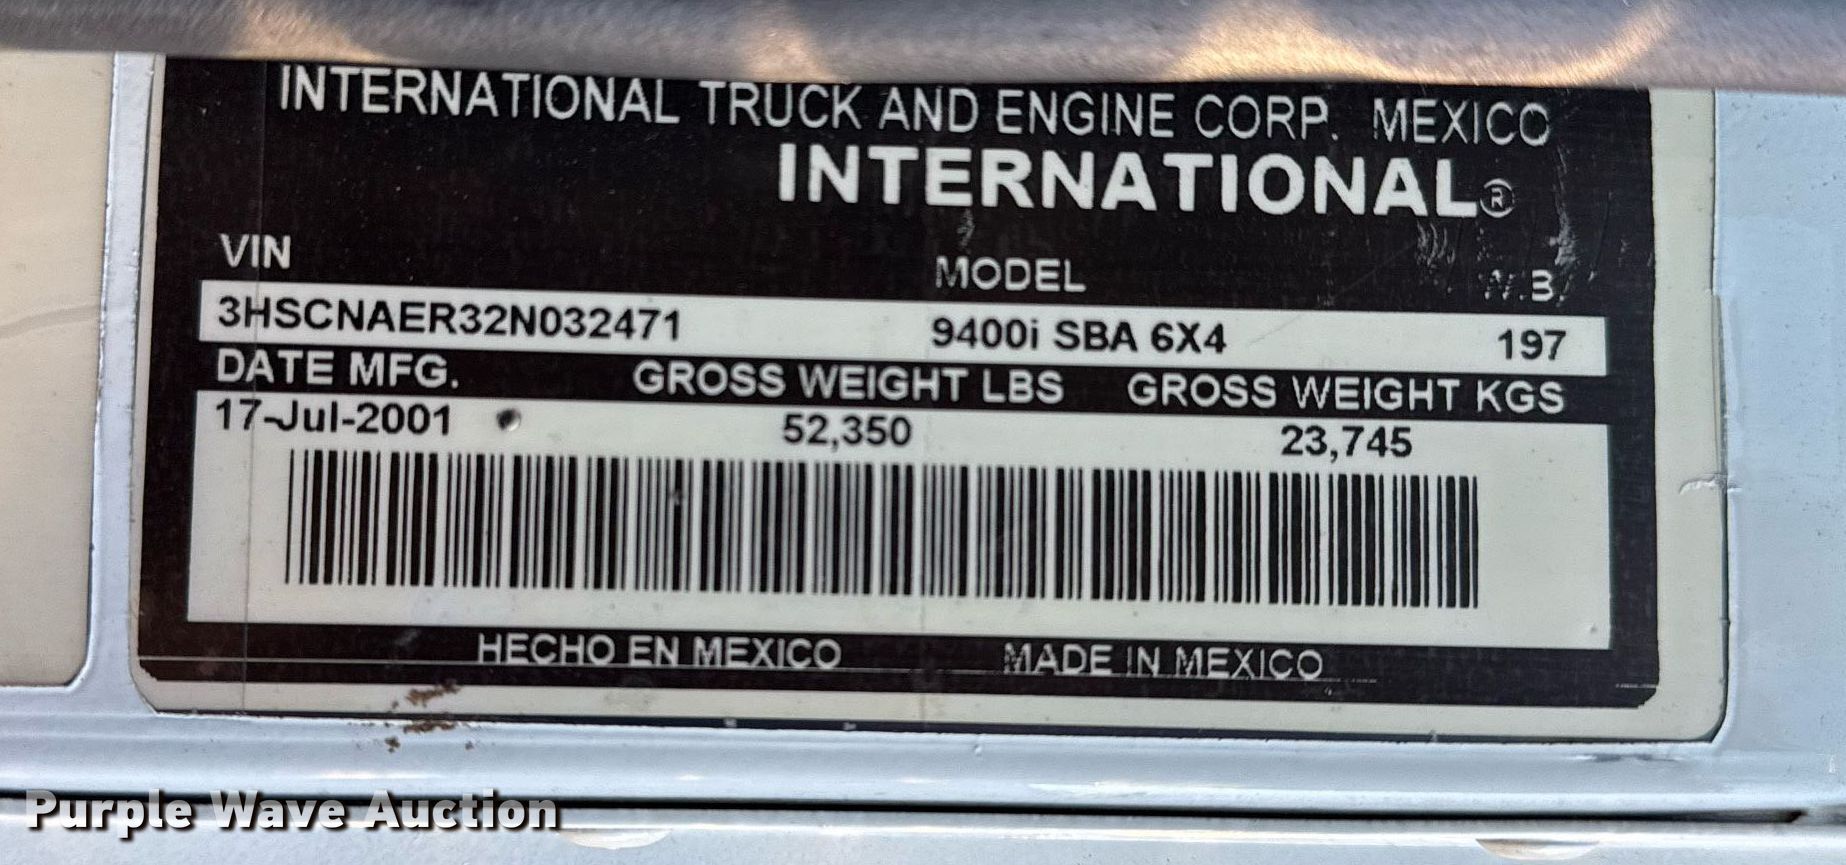 INTERNATIONAL TRUCK AND ENGINE CORP. MEXICO
INTERNATIONAL®
VIN MODEL W.B.
3HSCNAER32N032471 9400i SBA 6X4 197
DATE MFG. GROSS WEIGHT LBS GROSS WEIGHT KGS
17-Jul-2001 52,350 23,745
HECHO EN MEXICO MADE IN MEXICO
Purple Wave Auction